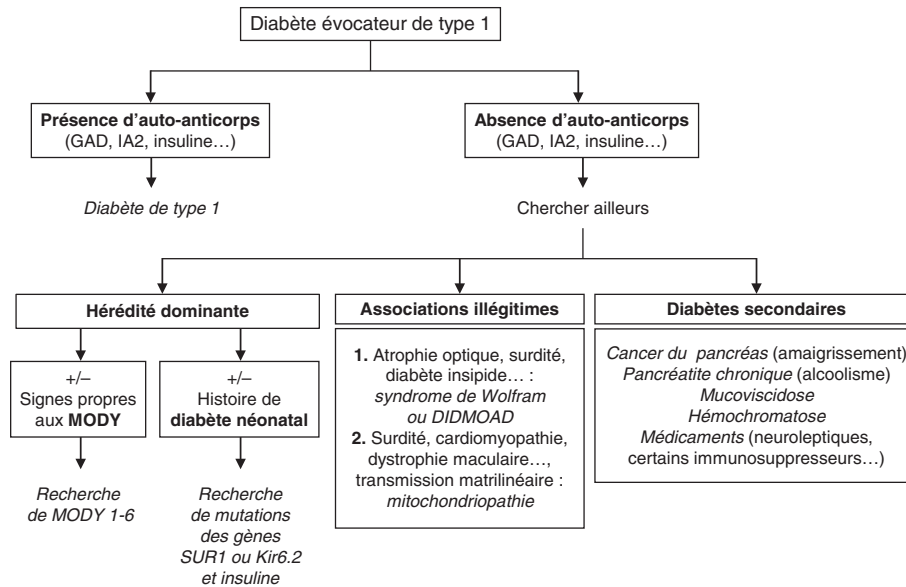 Diabète évocateur de type 1
Présence d'auto-anticorps
(GAD, IA2, insuline…)
Diabète de type 1
Absence d'auto-anticorps
(GAD, IA2, insuline…)
Chercher ailleurs
Hérédité dominante
+/–
Signes propres
aux MODY
Recherche
de MODY 1-6
+/–
Histoire de
diabète néonatal
Recherche
de mutations
des gènes
SUR1 ou Kir6.2
et insuline
Associations illégitimes
1. Atrophie optique, surdité,
diabète insipide… :
syndrome de Wolfram
ou DIDMOAD
2. Surdité, cardiomyopathie,
dystrophie maculaire…,
transmission matrilinéaire :
mitochondriopathie
Diabètes secondaires
Cancer du pancréas (amaigrissement)
Pancréatite chronique (alcoolisme)
Mucoviscidose
Hémochromatose
Médicaments (neuroleptiques,
certains immunosuppresseurs…)